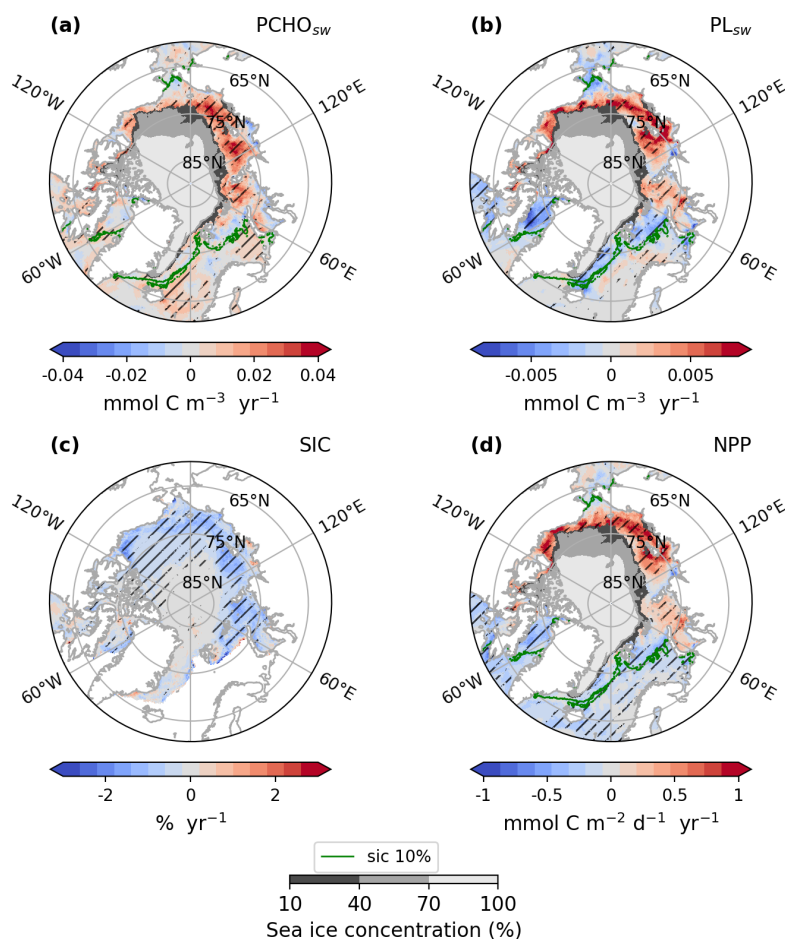 (a) PCHO_sw
(b) PL_sw
65°N
120°W
120°E
75°N
85°N
60°W
60°E
65°N
120°W
120°E
75°N
85°N
60°W
60°E
-0.04 -0.02 0 0.02 0.04
mmol C m⁻³ yr⁻¹
-0.005 0 0.005
mmol C m⁻³ yr⁻¹
(c) SIC
(d) NPP
65°N
120°W
120°E
75°N
85°N
60°W
60°E
65°N
120°W
120°E
75°N
85°N
60°W
60°E
-2 0 2
% yr⁻¹
-1 -0.5 0 0.5 1
mmol C m⁻² d⁻¹ yr⁻¹
sic 10%
10 40 70 100
Sea ice concentration (%)